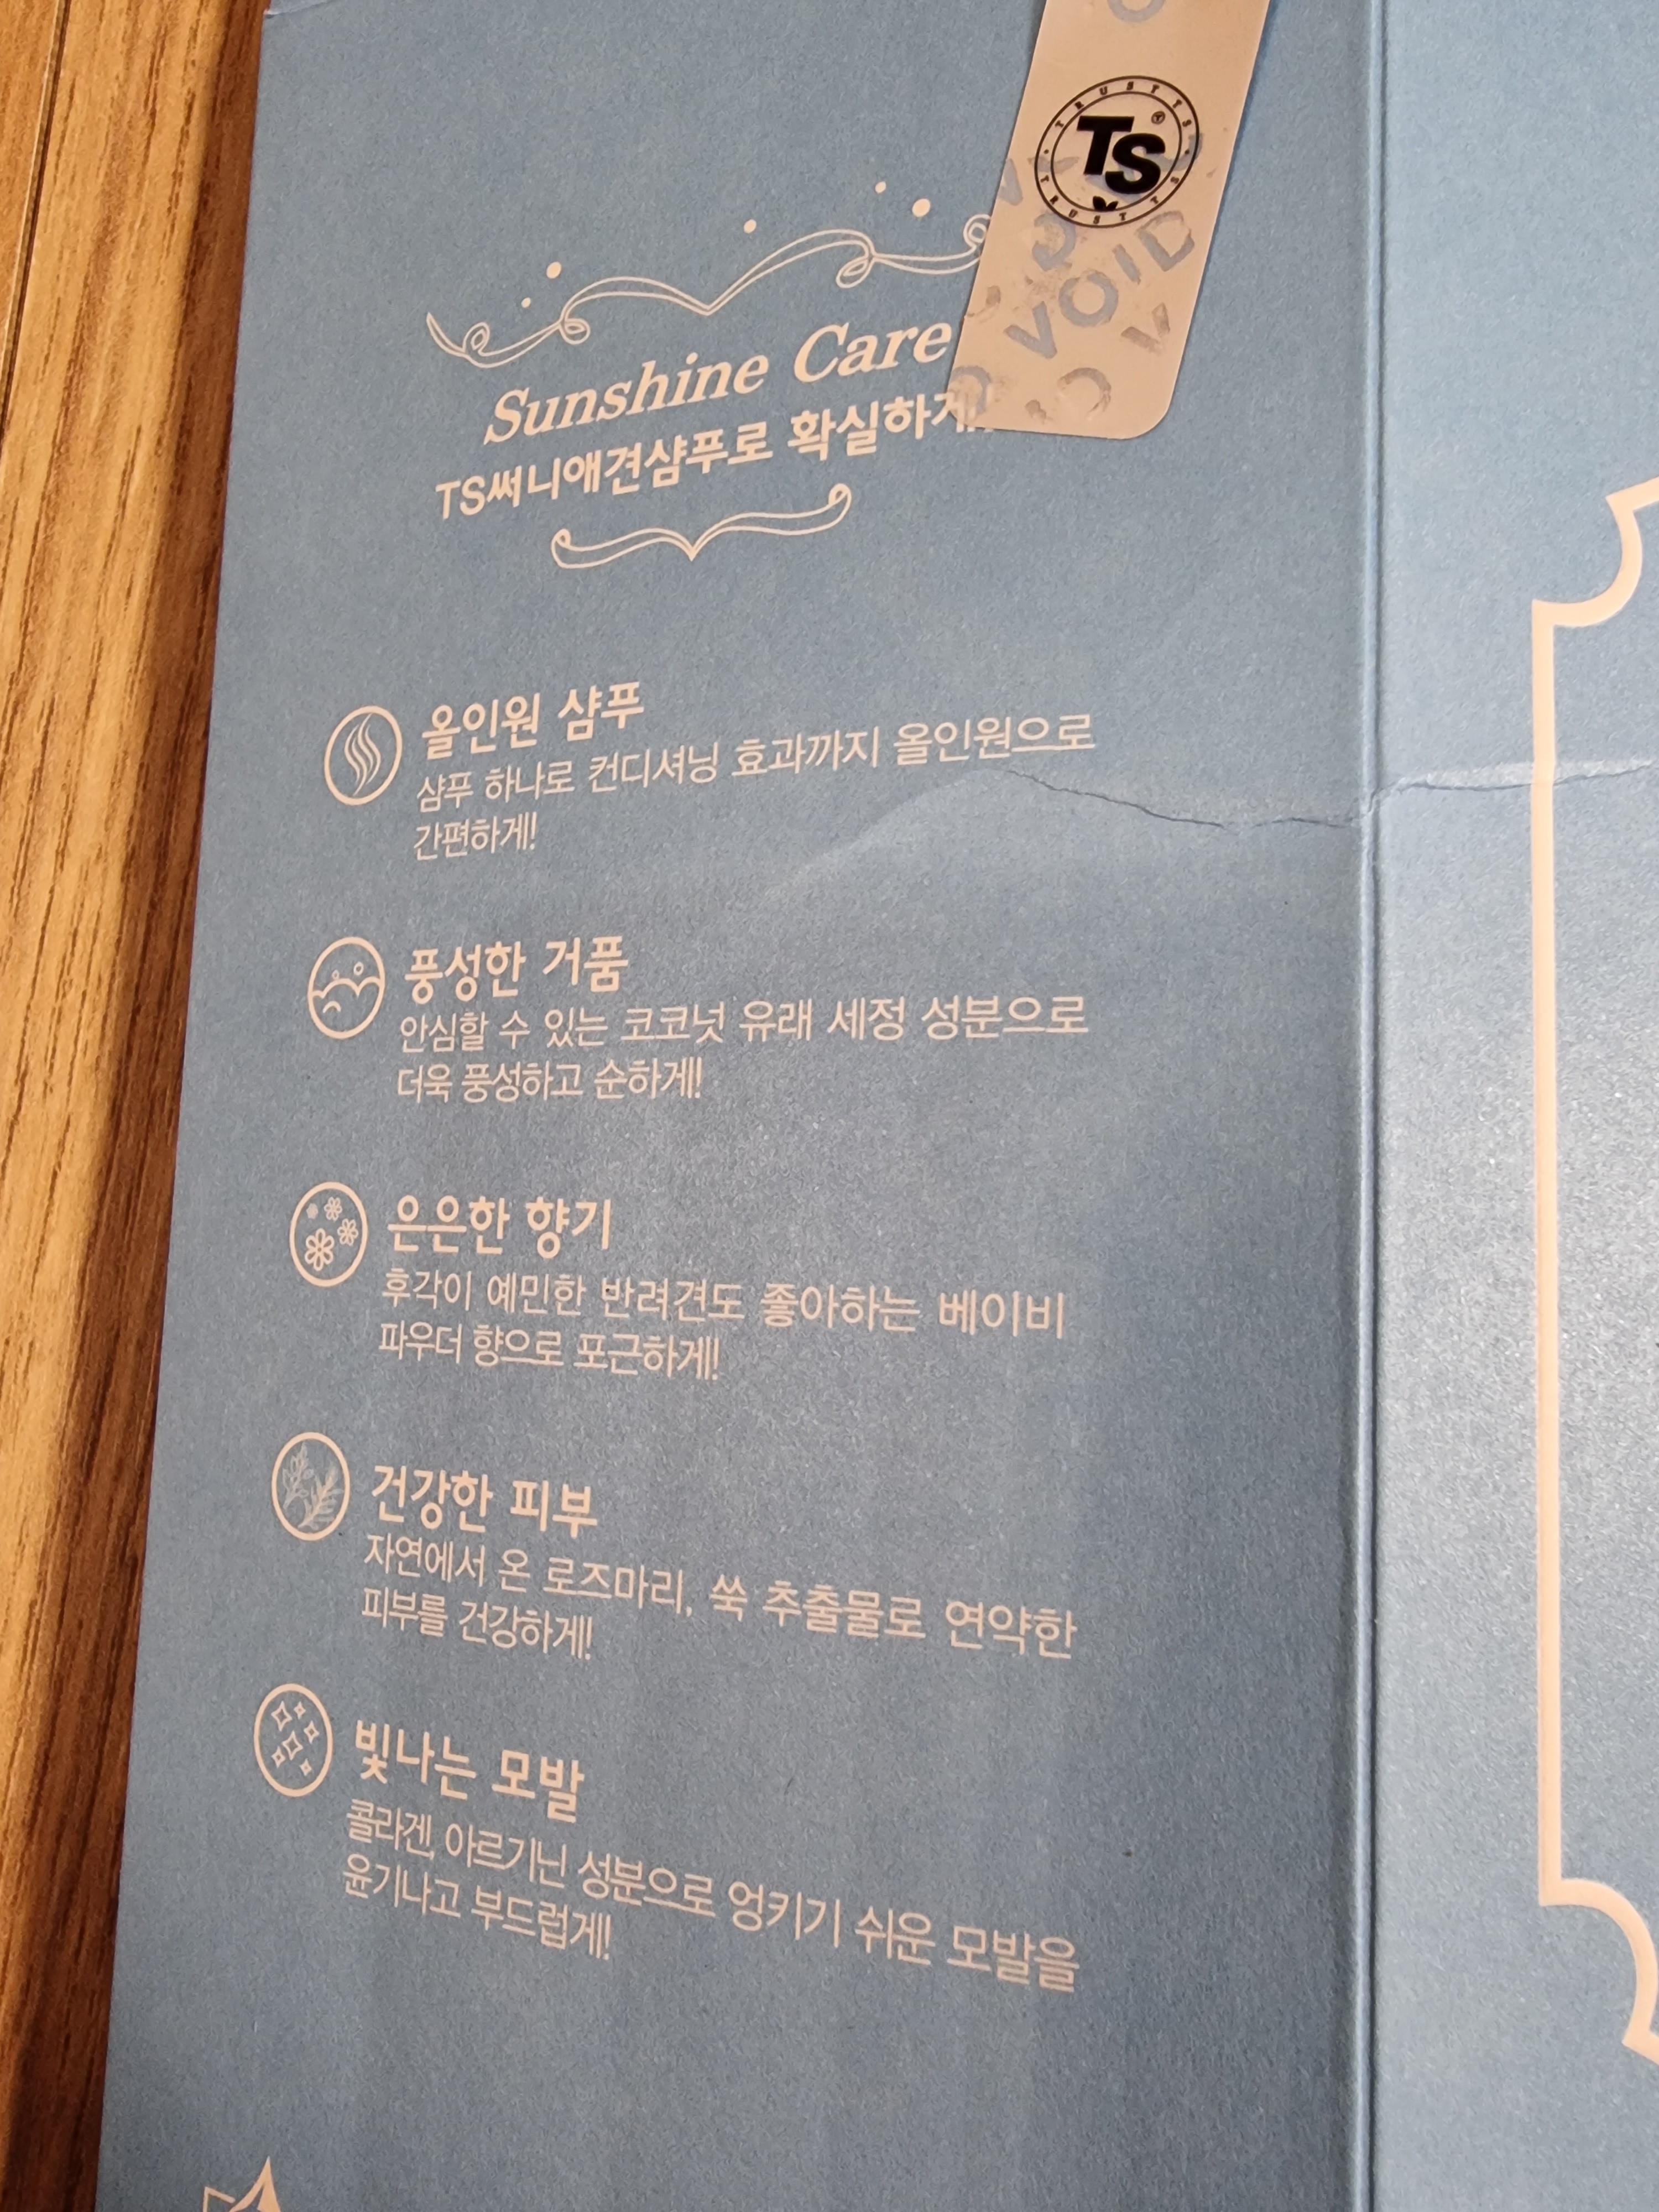 TS
TRUST TS
TRUST TS
VOID
Sunshine Care
TS써니애견샴푸로 확실하게!
올인원 샴푸
샴푸 하나로 컨디셔닝 효과까지 올인원으로
간편하게!
풍성한 거품
안심할 수 있는 코코넛 유래 세정 성분으로
더욱 풍성하고 순하게!
은은한 향기
후각이 예민한 반려견도 좋아하는 베이비
파우더 향으로 포근하게!
건강한 피부
자연에서 온 로즈마리, 쑥 추출물로 연약한
피부를 건강하게!
빛나는 모발
콜라겐, 아르기닌 성분으로 엉키기 쉬운 모발을
윤기나고 부드럽게!